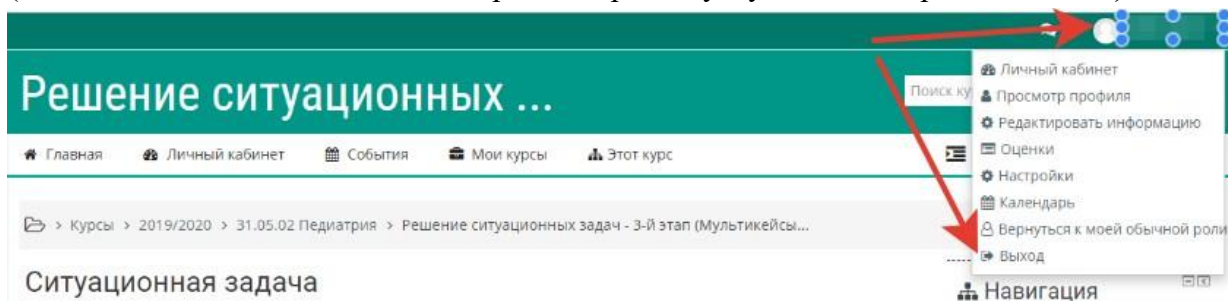 Решение ситуационных ...
Поиск ку
Личный кабинет
Просмотр профиля
Редактировать информацию
Оценки
Настройки
Календарь
Вернуться к моей обычной роли
Выход
Главная Личный кабинет События Мои курсы Этот курс
> Курсы > 2019/2020 > 31.05.02 Педиатрия > Решение ситуационных задач - 3-й этап (Мультикейсы...
Ситуационная задача
Навигация